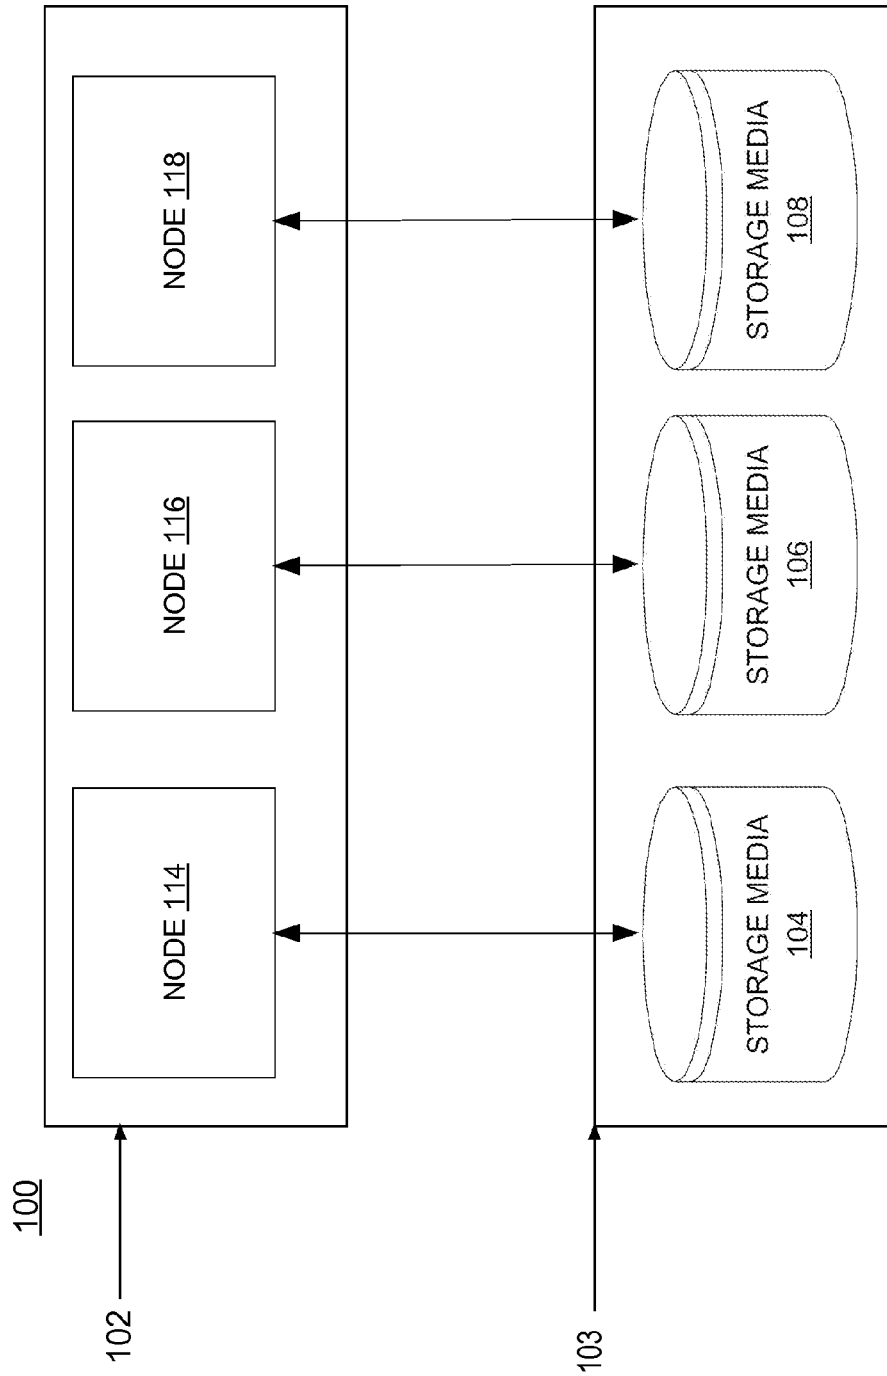 100
102
NODE 114
NODE 116
NODE 118
103
STORAGE MEDIA
104
STORAGE MEDIA
106
STORAGE MEDIA
108